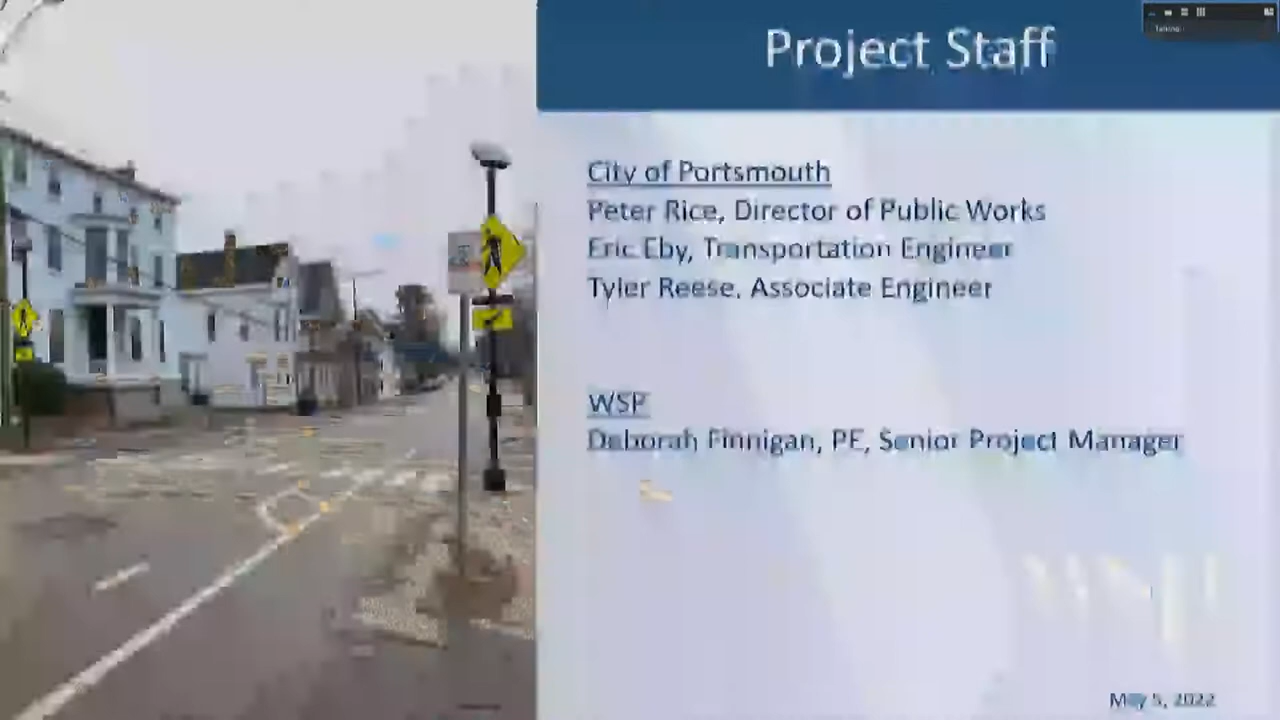 Project Staff
City of Portsmouth
Peter Rice, Director of Public Works
Eric Eby, Transportation Engineer
Tyler Reese, Associate Engineer
WSP
Deborah Finnigan, PE, Senior Project Manager
May 5, 2022